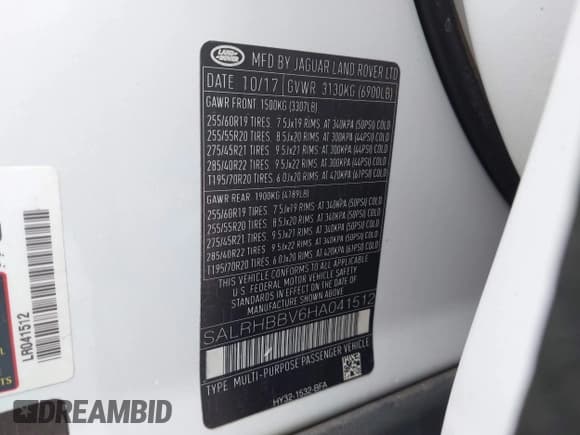 LAND ROVER
MFD BY JAGUAR LAND ROVER LTD
DATE 10/17 GVWR 3130KG (6900LB)
GAWR FRONT 1500KG (3307LB)
255/60R19 TIRES 7.5Jx19 RIMS AT 340KPA (50PSI) COLD
255/55R20 TIRES 8.5Jx20 RIMS AT 300KPA (44PSI) COLD
275/45R21 TIRES 9.5Jx21 RIMS AT 300KPA (44PSI) COLD
285/40R22 TIRES 9.5Jx22 RIMS AT 300KPA (44PSI) COLD
T195/70R20 TIRES 6.0Jx20 RIMS AT 420KPA (61PSI) COLD
GAWR REAR 1900KG (4189LB)
255/60R19 TIRES 7.5Jx19 RIMS AT 340KPA (50PSI) COLD
255/55R20 TIRES 8.5Jx20 RIMS AT 340KPA (50PSI) COLD
275/45R21 TIRES 9.5Jx21 RIMS AT 340KPA (50PSI) COLD
285/40R22 TIRES 9.5Jx22 RIMS AT 340KPA (50PSI) COLD
T195/70R20 TIRES 6.0Jx20 RIMS AT 420KPA (61PSI) COLD
THIS VEHICLE CONFORMS TO ALL APPLICABLE
U.S. FEDERAL MOTOR VEHICLE SAFETY
STANDARDS IN EFFECT ON THE DATE OF
MANUFACTURE SHOWN ABOVE
SALRHBBV6HA041512
TYPE MULTI-PURPOSE PASSENGER VEHICLE
HY32-1532-BFA
LR041512
DREAMBID